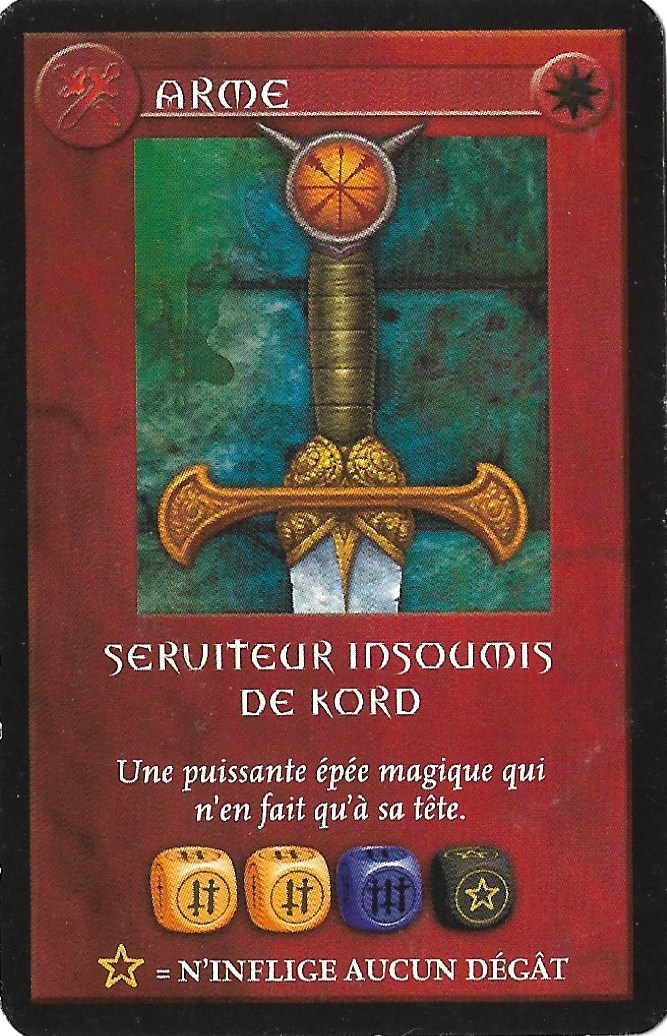 ARME
SERVITEUR INSOUMIS
DE KORD
Une puissante épée magique qui
n'en fait qu'à sa tête.
= N'INFLIGE AUCUN DÉGÂT